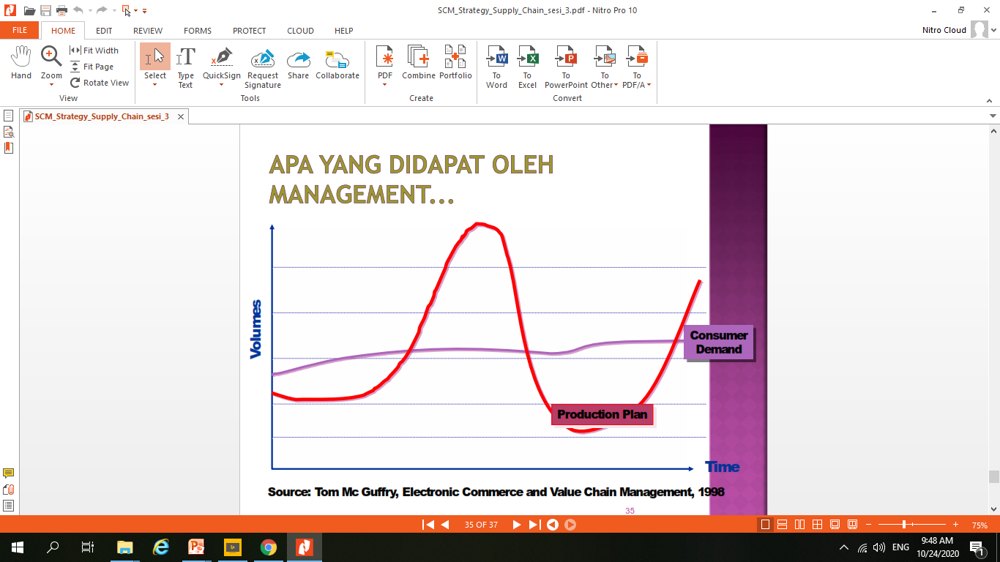 SCM_Strategy_Supply_Chain_sesi_3.pdf - Nitro Pro 10
FILE HOME EDIT REVIEW FORMS PROTECT CLOUD HELP Nitro Cloud
Hand
Zoom
Fit Width
Fit Page
Rotate View
View
Select
Type
Text
QuickSign
Request
Signature
Share
Collaborate
Tools
PDF
Combine
Portfolio
Create
To
Word
To
Excel
To
PowerPoint
To
Other
To
PDF/A
Convert
SCM_Strategy_Supply_Chain_sesi_3
APA YANG DIDAPAT OLEH
MANAGEMENT...
Volumes
Consumer
Demand
Production Plan
Time
Source: Tom Mc Guffry, Electronic Commerce and Value Chain Management, 1998
35
35 OF 37
75%
ENG
9:48 AM
10/24/2020
1